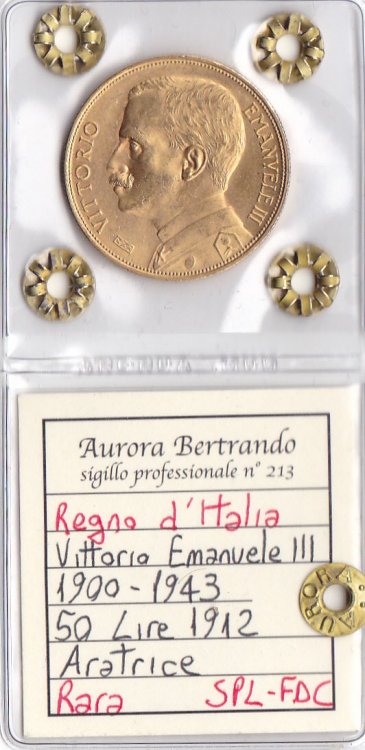 VITTORIO EMANVELE III
Aurora Bertrando
sigillo professionale n° 213
Regno d'Italia
Vittorio Emanuele III
1900 - 1943
50 Lire 1912
Aratrice
Rara SPL-FDC
AURORA